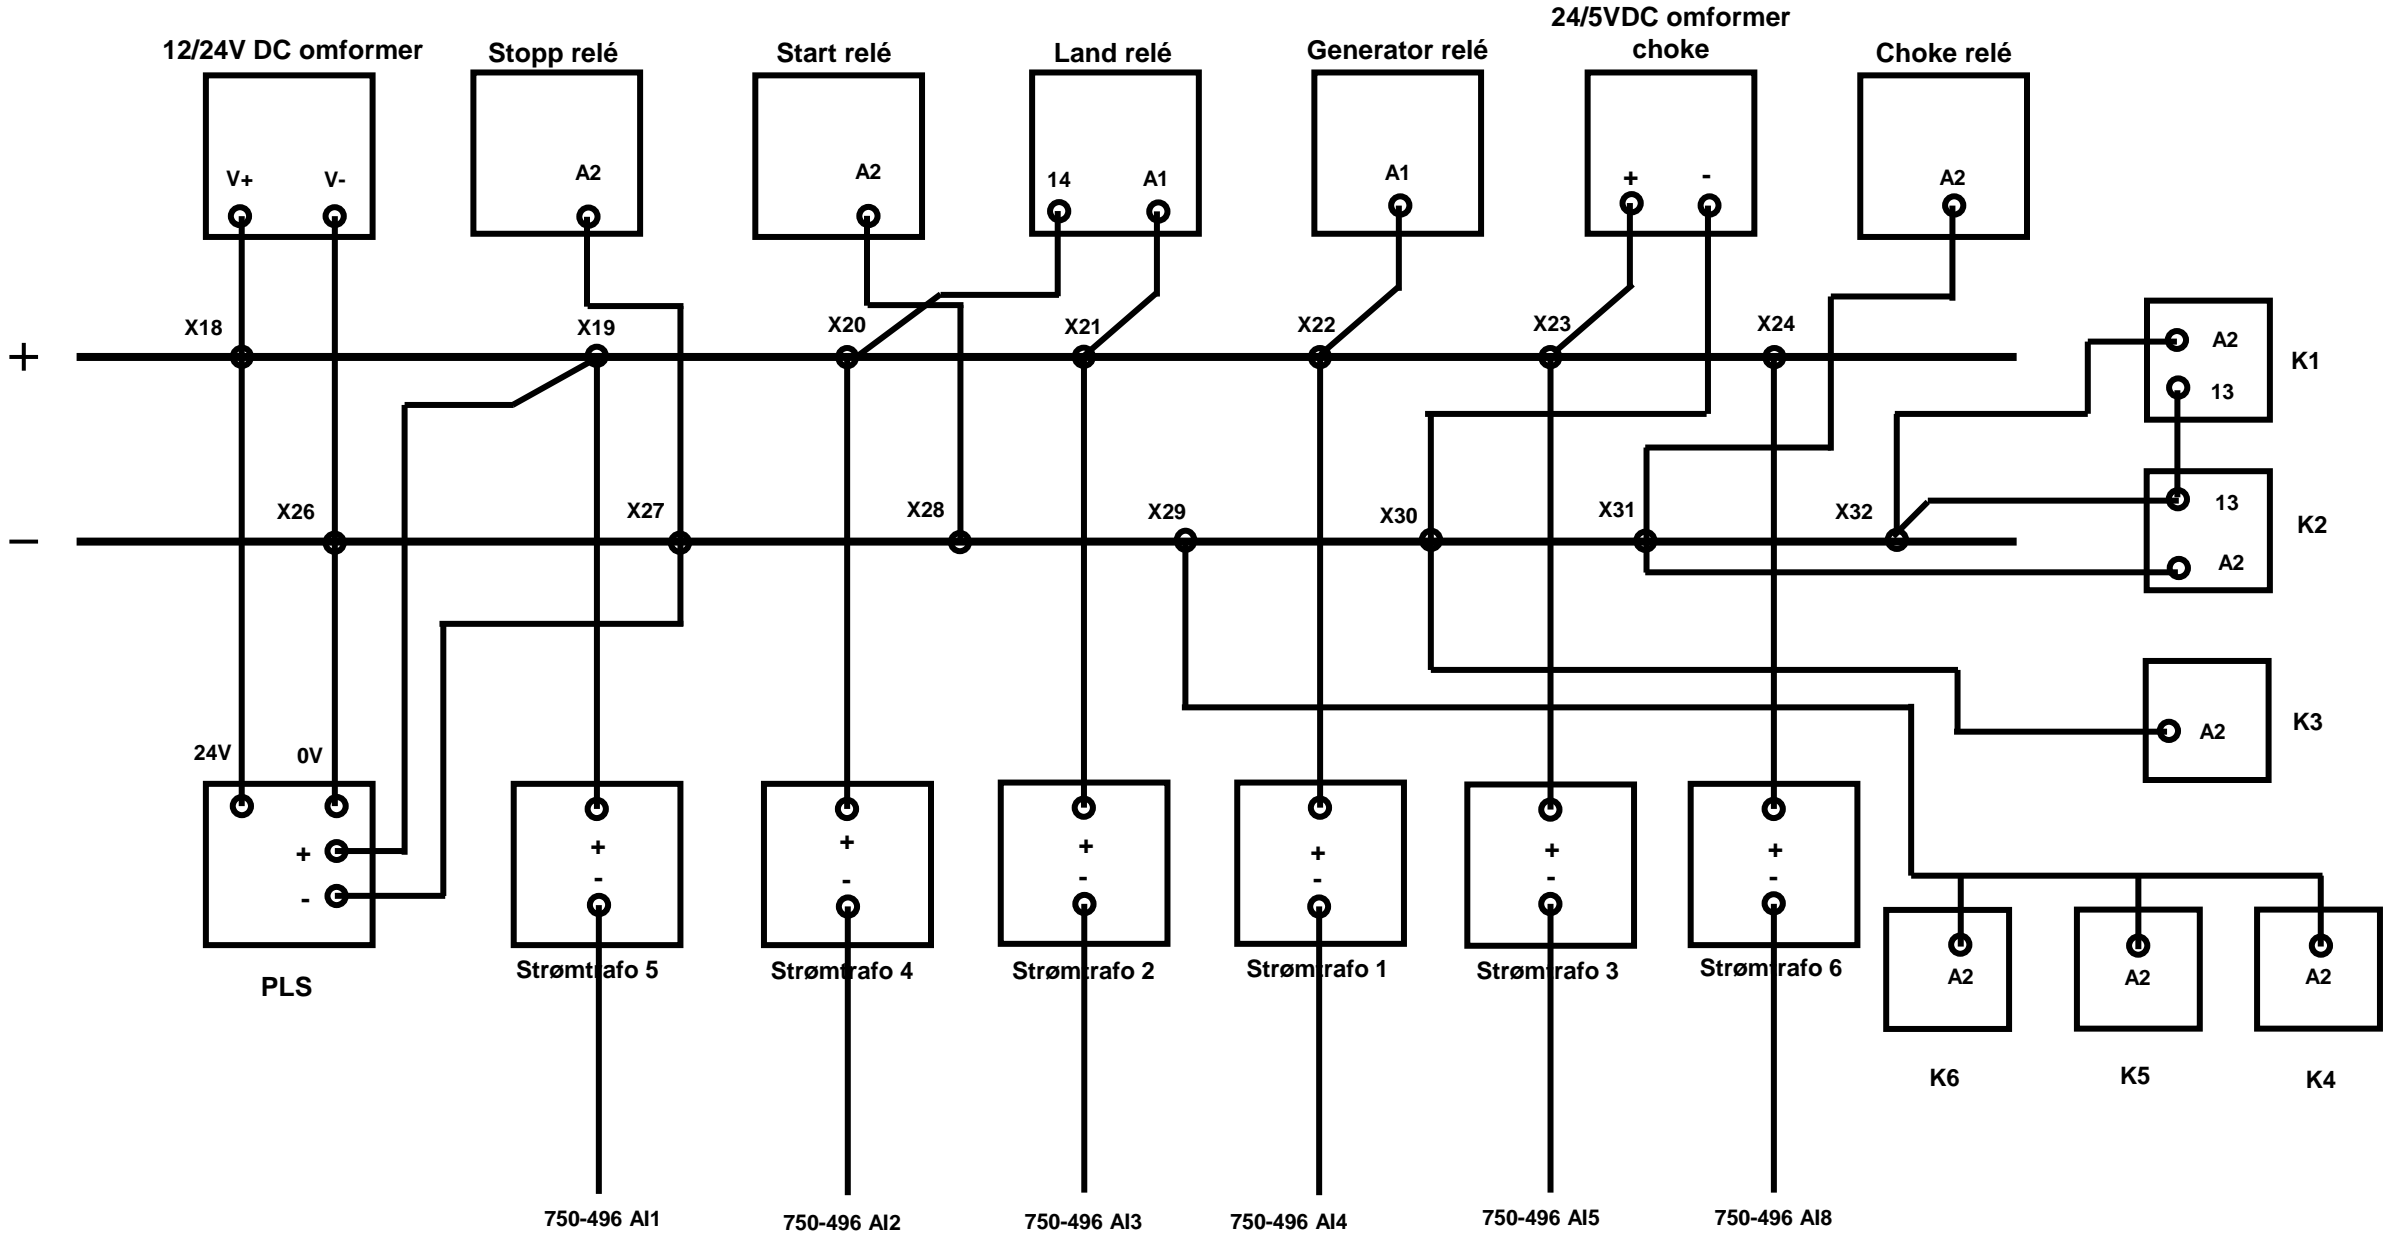 24/5VDC omformer
choke
12/24V DC omformer
Stopp relé
Start relé
Land relé
Generator relé
Choke relé
V+
V-
A2
A2
14
A1
A1
+
-
A2
X18
X19
X20
X21
X22
X23
X24
+
A2
13
K1
X26
X27
X28
X29
X30
X31
X32
–
13
A2
K2
A2
K3
24V
0V
+
-
PLS
+
-
Strømtrafo 5
+
-
Strømtrafo 4
+
-
Strømtrafo 2
+
-
Strømtrafo 1
+
-
Strømtrafo 3
+
-
Strømtrafo 6
A2
K6
A2
K5
A2
K4
750-496 AI1
750-496 AI2
750-496 AI3
750-496 AI4
750-496 AI5
750-496 AI8